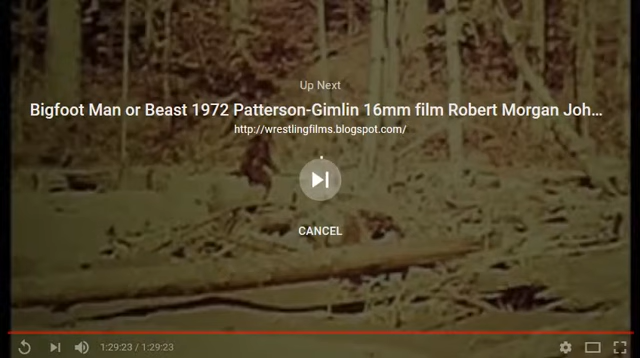 Up Next
Bigfoot Man or Beast 1972 Patterson-Gimlin 16mm film Robert Morgan Joh...
http://wrestlingfilms.blogspot.com/
CANCEL
1:29:23 / 1:29:23